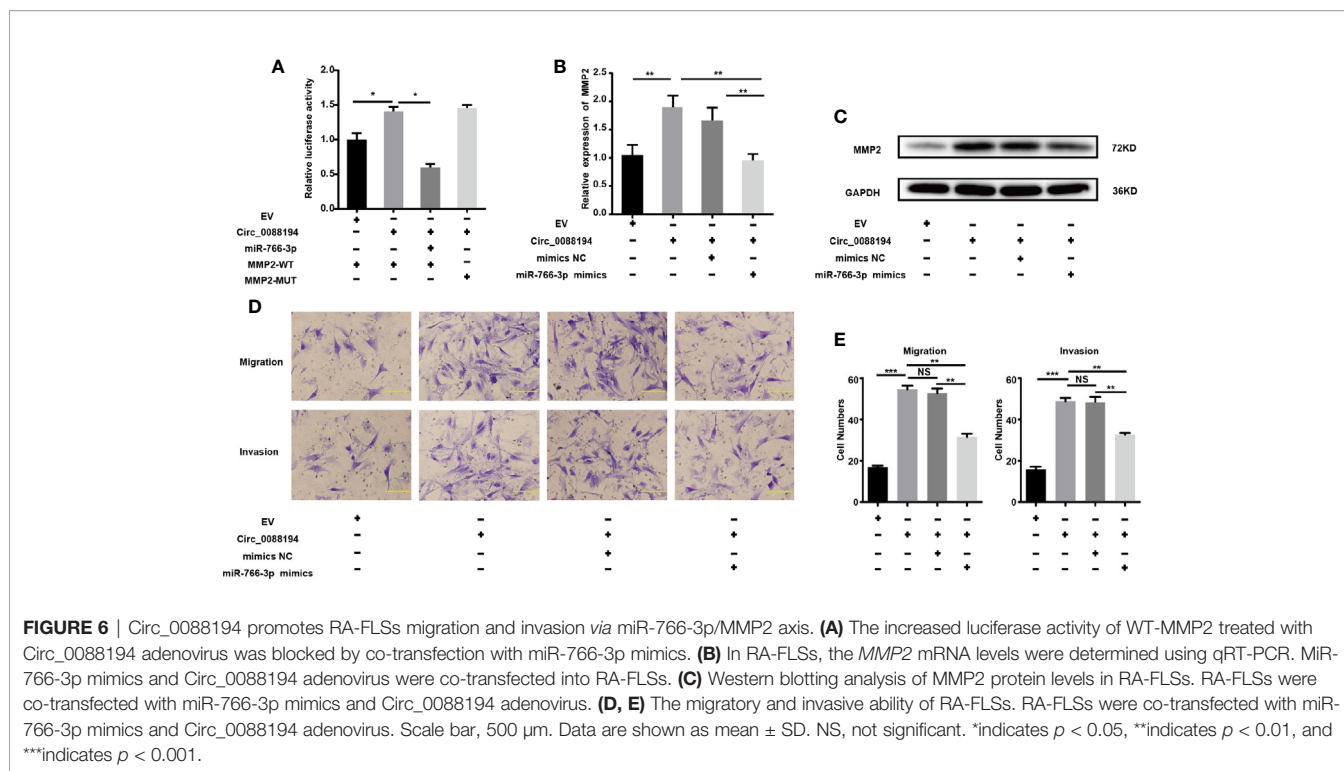 A
Relative luciferase activity
2.0
1.5
1.0
0.5
0.0
* *
EV + – – –
Circ_0088194 – + + +
miR-766-3p – – + –
MMP2-WT + + + –
MMP2-MUT – – – +
B
Relative expression of MMP2
2.5
2.0
1.5
1.0
0.5
0.0
** **
**
EV + – – –
Circ_0088194 – + + +
mimics NC – – + –
miR-766-3p mimics – – – +
C
MMP2 72KD
GAPDH 36KD
EV + – – –
Circ_0088194 – + + +
mimics NC – – + –
miR-766-3p mimics – – – +
D
Migration
Invasion
EV + – – –
Circ_0088194 – + + +
mimics NC – – + –
miR-766-3p mimics – – – +
E
Migration
Cell Numbers
60
40
20
0
**
*** NS
**
+ – – –
– + + +
– – + –
– – – +
Invasion
Cell Numbers
60
40
20
0
**
*** NS
**
+ – – –
– + + +
– – + –
– – – +
FIGURE 6 | Circ_0088194 promotes RA-FLSs migration and invasion via miR-766-3p/MMP2 axis. (A) The increased luciferase activity of WT-MMP2 treated with
Circ_0088194 adenovirus was blocked by co-transfection with miR-766-3p mimics. (B) In RA-FLSs, the MMP2 mRNA levels were determined using qRT-PCR. MiR-
766-3p mimics and Circ_0088194 adenovirus were co-transfected into RA-FLSs. (C) Western blotting analysis of MMP2 protein levels in RA-FLSs. RA-FLSs were
co-transfected with miR-766-3p mimics and Circ_0088194 adenovirus. (D, E) The migratory and invasive ability of RA-FLSs. RA-FLSs were co-transfected with miR-
766-3p mimics and Circ_0088194 adenovirus. Scale bar, 500 μm. Data are shown as mean ± SD. NS, not significant. *indicates p < 0.05, **indicates p < 0.01, and
***indicates p < 0.001.